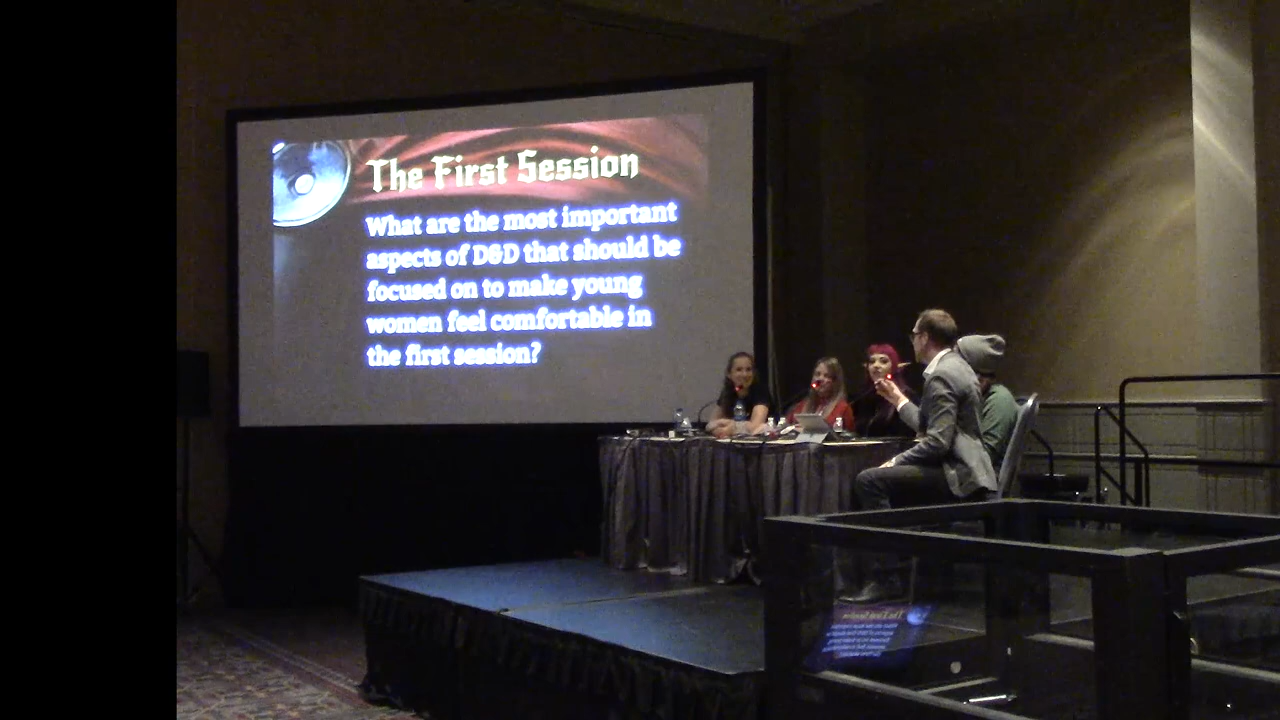 The First Session
What are the most important
aspects of D&D that should be
focused on to make young
women feel comfortable in
the first session?